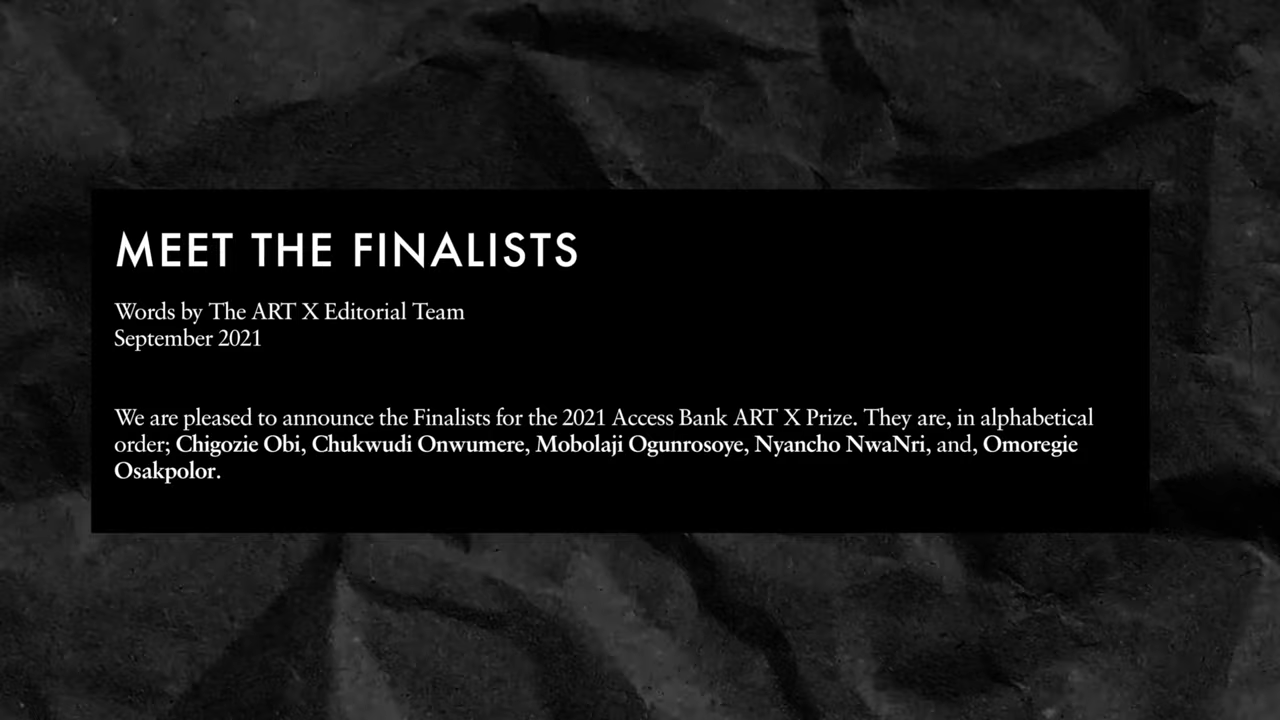 MEET THE FINALISTS
Words by The ART X Editorial Team
September 2021
We are pleased to announce the Finalists for the 2021 Access Bank ART X Prize. They are, in alphabetical
order; Chigozie Obi, Chukwudi Onwumere, Mobolaji Ogunrosoye, Nyancho NwaNri, and, Omoregie
Osakpolor.